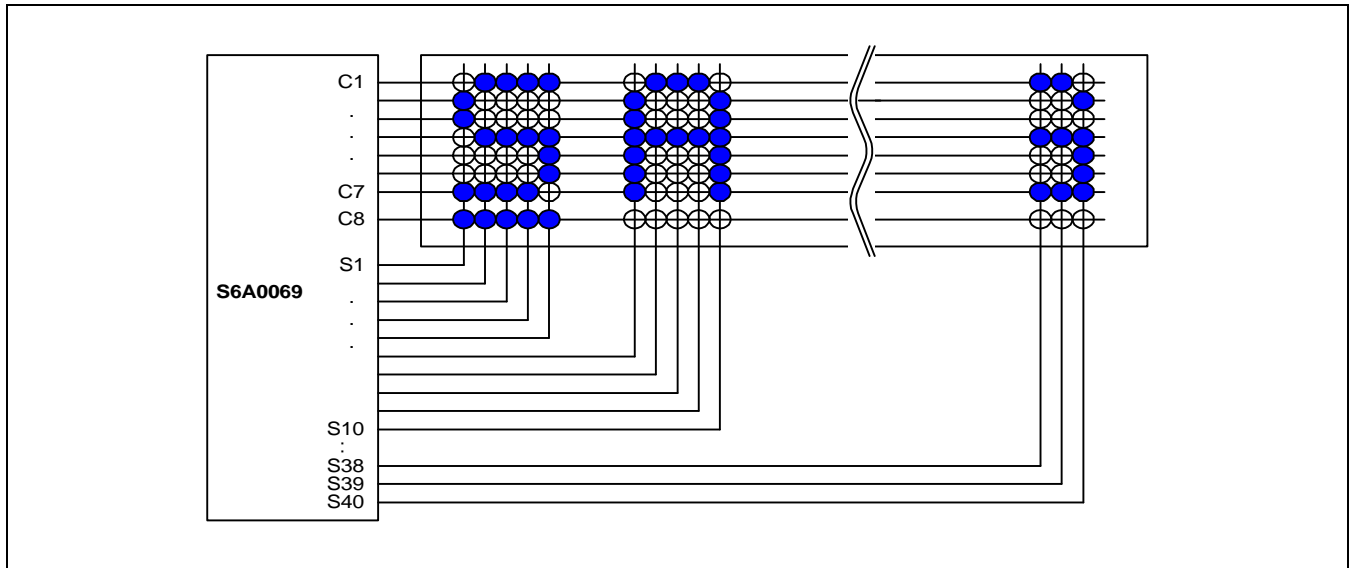 C1
.
.
.
C7
C8
S1
S6A0069
.
.
.
S10
:
S38
S39
S40